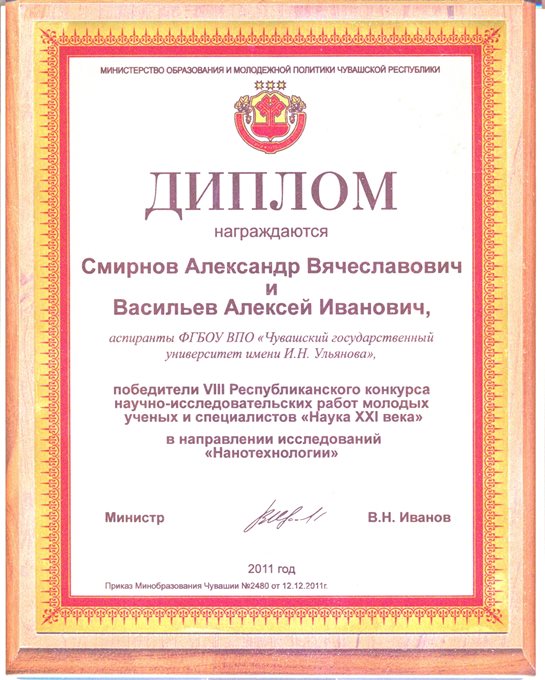 МИНИСТЕРСТВО ОБРАЗОВАНИЯ И МОЛОДЕЖНОЙ ПОЛИТИКИ ЧУВАШСКОЙ РЕСПУБЛИКИ
ДИПЛОМ
награждаются
Смирнов Александр Вячеславович
и
Васильев Алексей Иванович,
аспиранты ФГБОУ ВПО «Чувашский государственный
университет имени И.Н. Ульянова»,
победители VIII Республиканского конкурса
научно-исследовательских работ молодых
ученых и специалистов «Наука XXI века»
в направлении исследований
«Нанотехнологии»
Министр В.Н. Иванов
2011 год
Приказ Минобразования Чувашии №2480 от 12.12.2011г.